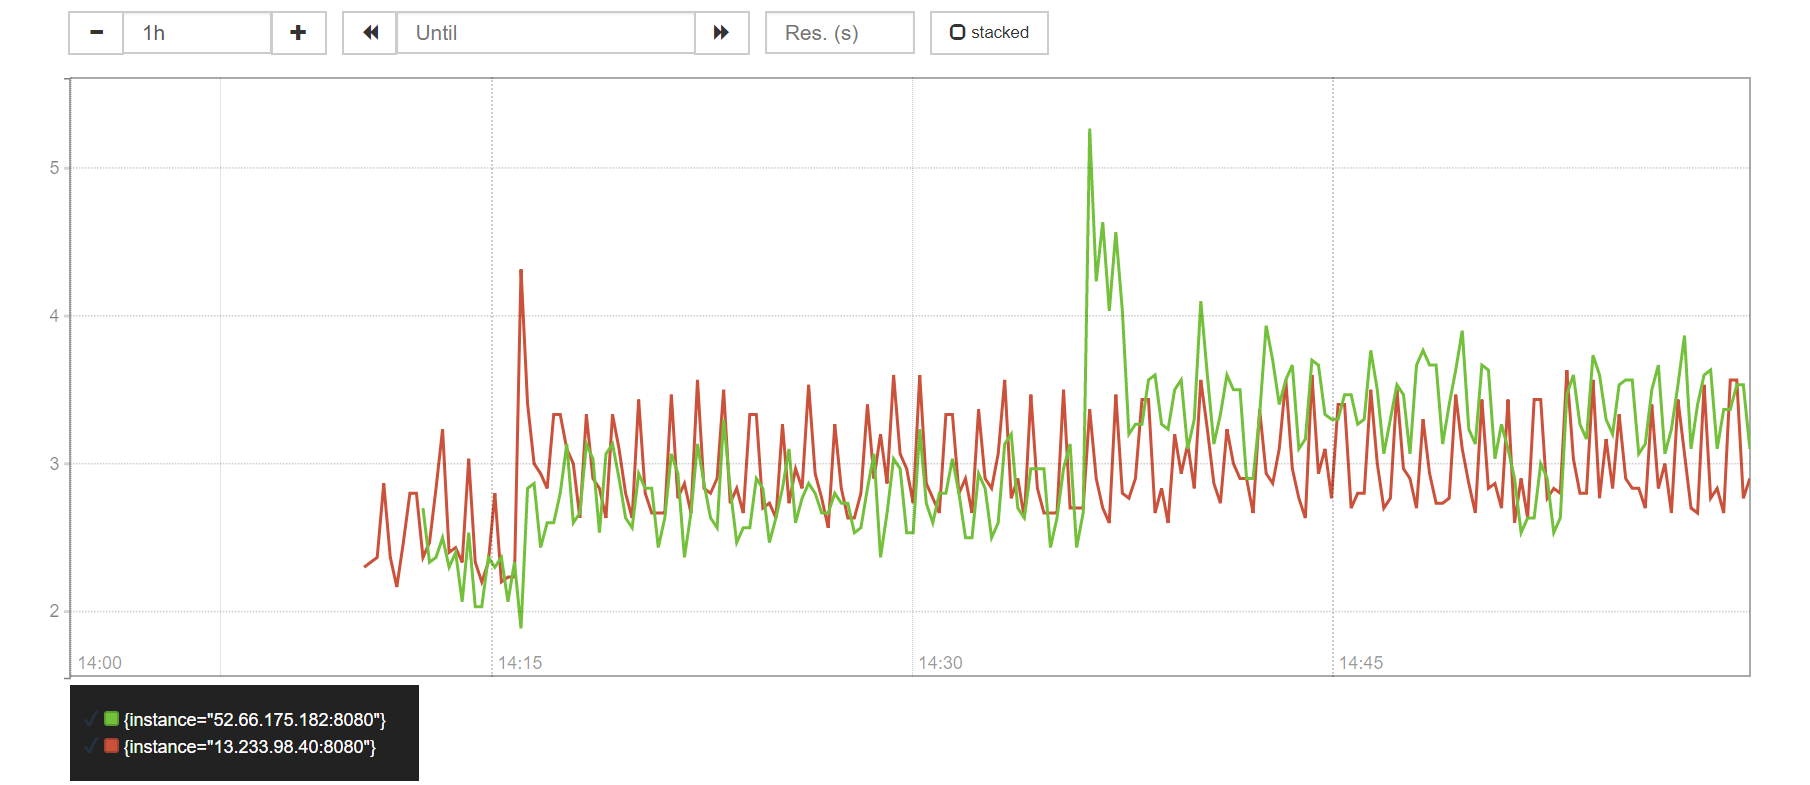 1h Until Res. (s) stacked
5
4
3
2
14:00 14:15 14:30 14:45
{instance="52.66.175.182:8080"}
{instance="13.233.98.40:8080"}